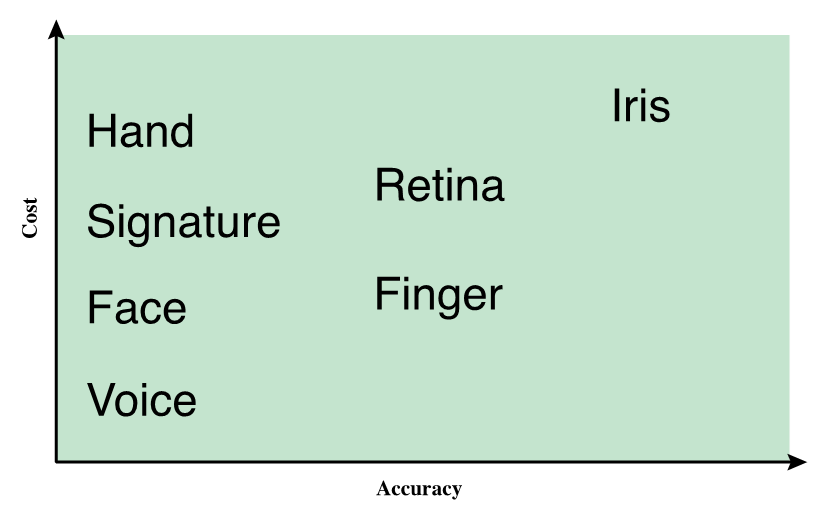 Iris
Hand
Retina
Signature
Finger
Face
Voice
Cost
Accuracy